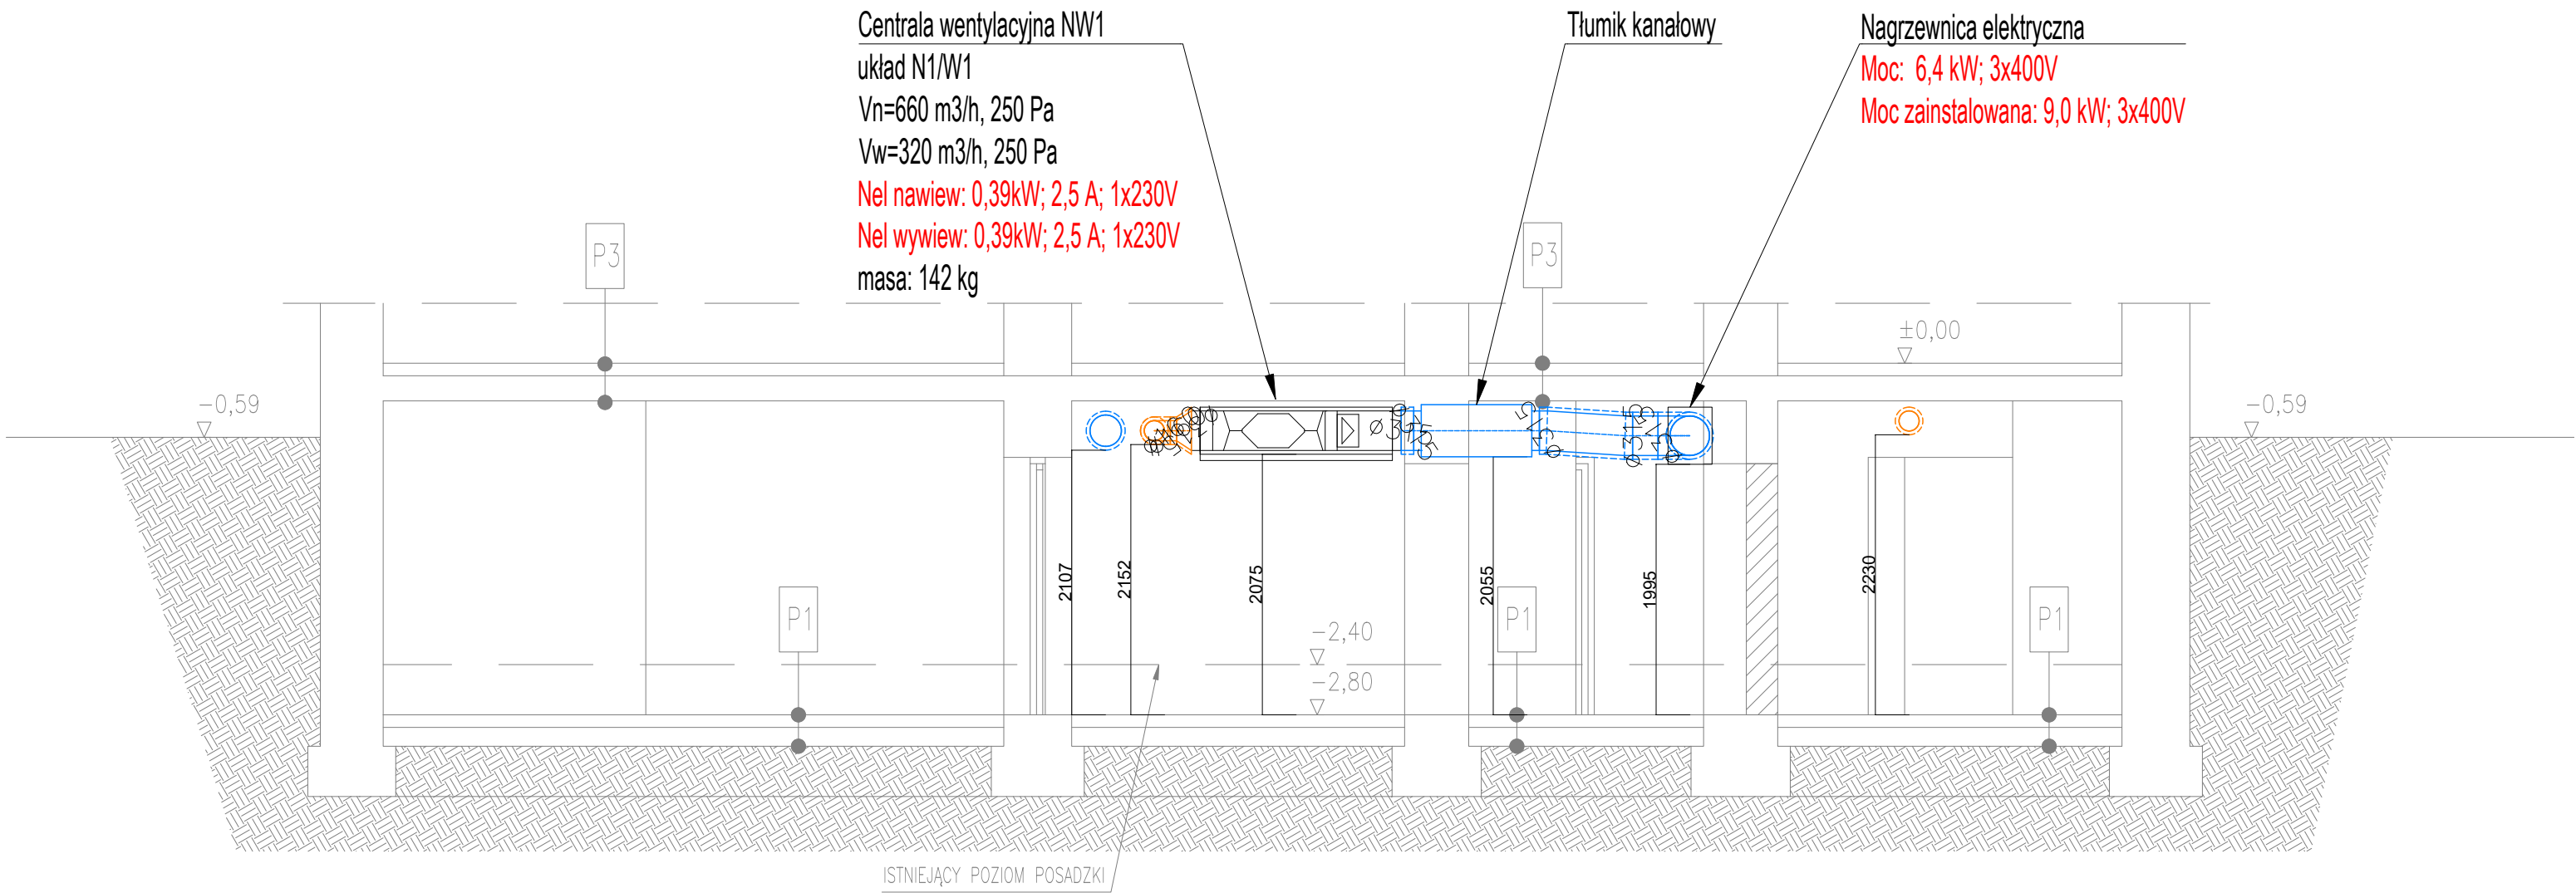 Centrala wentylacyjna NW1
układ N1/W1
Vn=660 m3/h, 250 Pa
Vw=320 m3/h, 250 Pa
Nel nawiew: 0,39kW; 2,5 A; 1x230V
Nel wywiew: 0,39kW; 2,5 A; 1x230V
masa: 142 kg
Tłumik kanałowy
Nagrzewnica elektryczna
Moc: 6,4 kW; 3x400V
Moc zainstalowana: 9,0 kW; 3x400V
P3
P3
±0,00
-0,59
-0,59
2107
2152
2075
2055
1995
2230
P1
P1
P1
-2,40
-2,80
ISTNIEJĄCY POZIOM POSADZKI